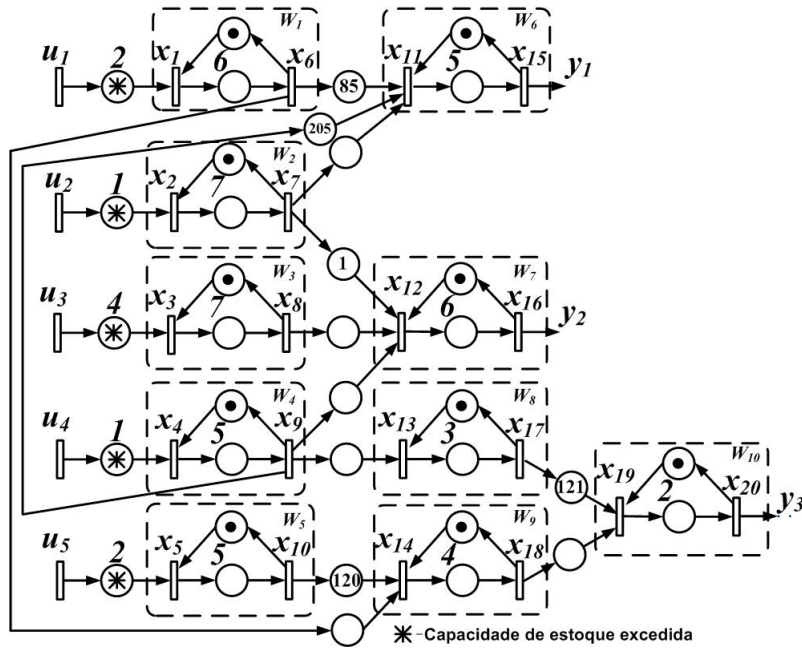 W1 W6
u1 2 x1 6 x6 85 x11 5 x15 y1
205
W2
u2 1 x2 7 x7
1
W3 W7
u3 4 x3 7 x8 x12 6 x16 y2
W4 W8
u4 1 x4 5 x9 x13 3 x17
W10
121 x19 2 x20 y3
W5 W9
u5 2 x5 5 x10 120 x14 4 x18
-Capacidade de estoque excedida